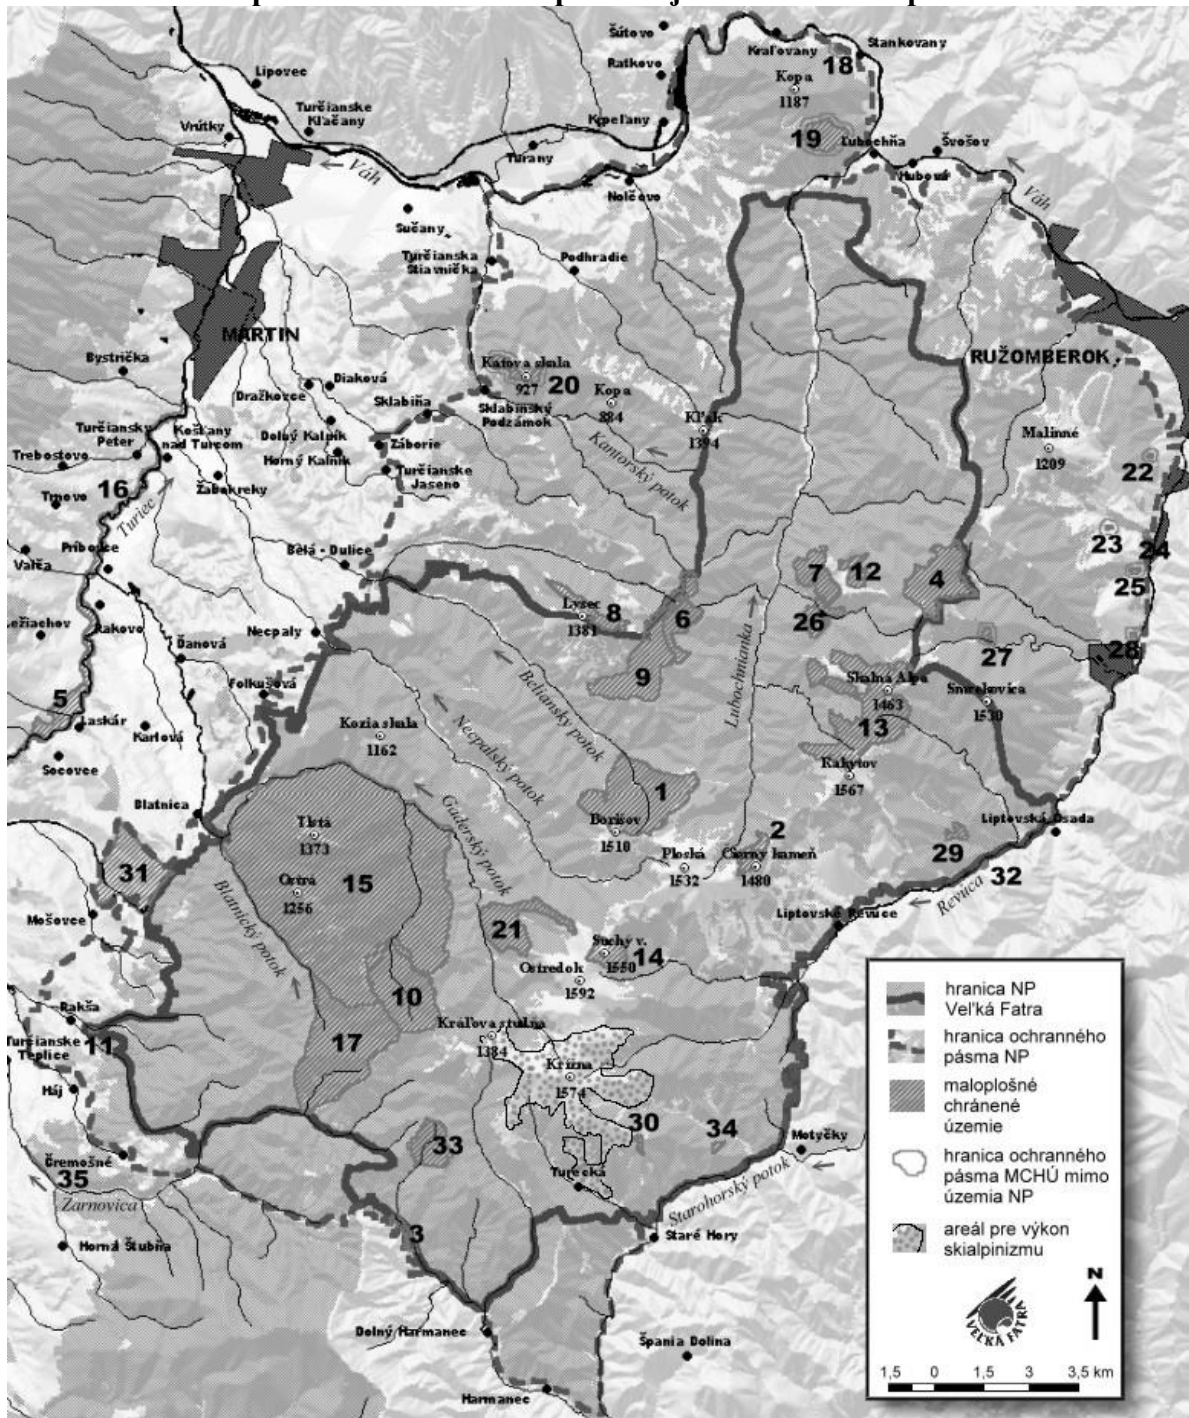 Šútovo
Kraľovany
Stankovany
Ratkovo
18
Lipovec
Kopa
1187
Turčianske
Kľačany
Krpeľany
Vrútky
19
Ľubochňa
Švošov
Turany
Hubová
Váh
Nolčovo
Váh
Sučany
Turčianska
Štiavnička
Podhradie
MARTIN
RUŽOMBEROK
Bystrička
Katova skala
927
20
Diaková
Dražkovce
Kopa
884
Sklabiňa
Sklabinský
Podzámok
Kľak
1394
Turčiansky
Peter
Košťany
nad Turcom
Dolný Kalník
Záborie
Malinné
1209
Trebostovo
Horný Kalník
Turčianske
Jaseno
Kantorský potok
22
Trnovo
16
Žabokreky
Turiec
Príbovce
23
24
Valča
Belá - Dulice
7
12
4
25
Rakovo
Lysec
1381
8
6
Ležiachov
Necpaly
26
Ďanová
28
27
9
Folkušová
Skalná Alpa
1463
Smrekovica
1530
5
Laskár
Karlová
Kozia skala
1162
Belianský potok
Ľubochnianka
13
Socovce
Necpalský potok
Rakytov
1567
1
Blatnica
Gaderský potok
Borišov
1510
2
Liptovská Osada
Tlstá
1373
Ploská
1532
Čierny kameň
1480
29
31
15
32
Ostrá
1256
Revúca
Mošovce
Liptovské Revúce
Blatnický potok
21
Suchý v.
1550
14
Ostredok
1592
10
Rakša
Kráľova studňa
1384
Turčianske
Teplice
11
17
Krížna
1574
Háj
30
34
33
Motyčky
Čremošné
35
Turecká
Starohorský potok
Žarnovica
3
Staré Hory
Horná Štubňa
Dolný Harmanec
Špania Dolina
Harmanec
hranica NP
Veľká Fatra
hranica ochranného
pásma NP
maloplošné
chránené
územie
hranica ochranného
pásma MCHÚ mimo
územia NP
areál pre výkon
skialpinizmu
N
VEĽKÁ FATRA
1,5 0 1,5 3,5 km